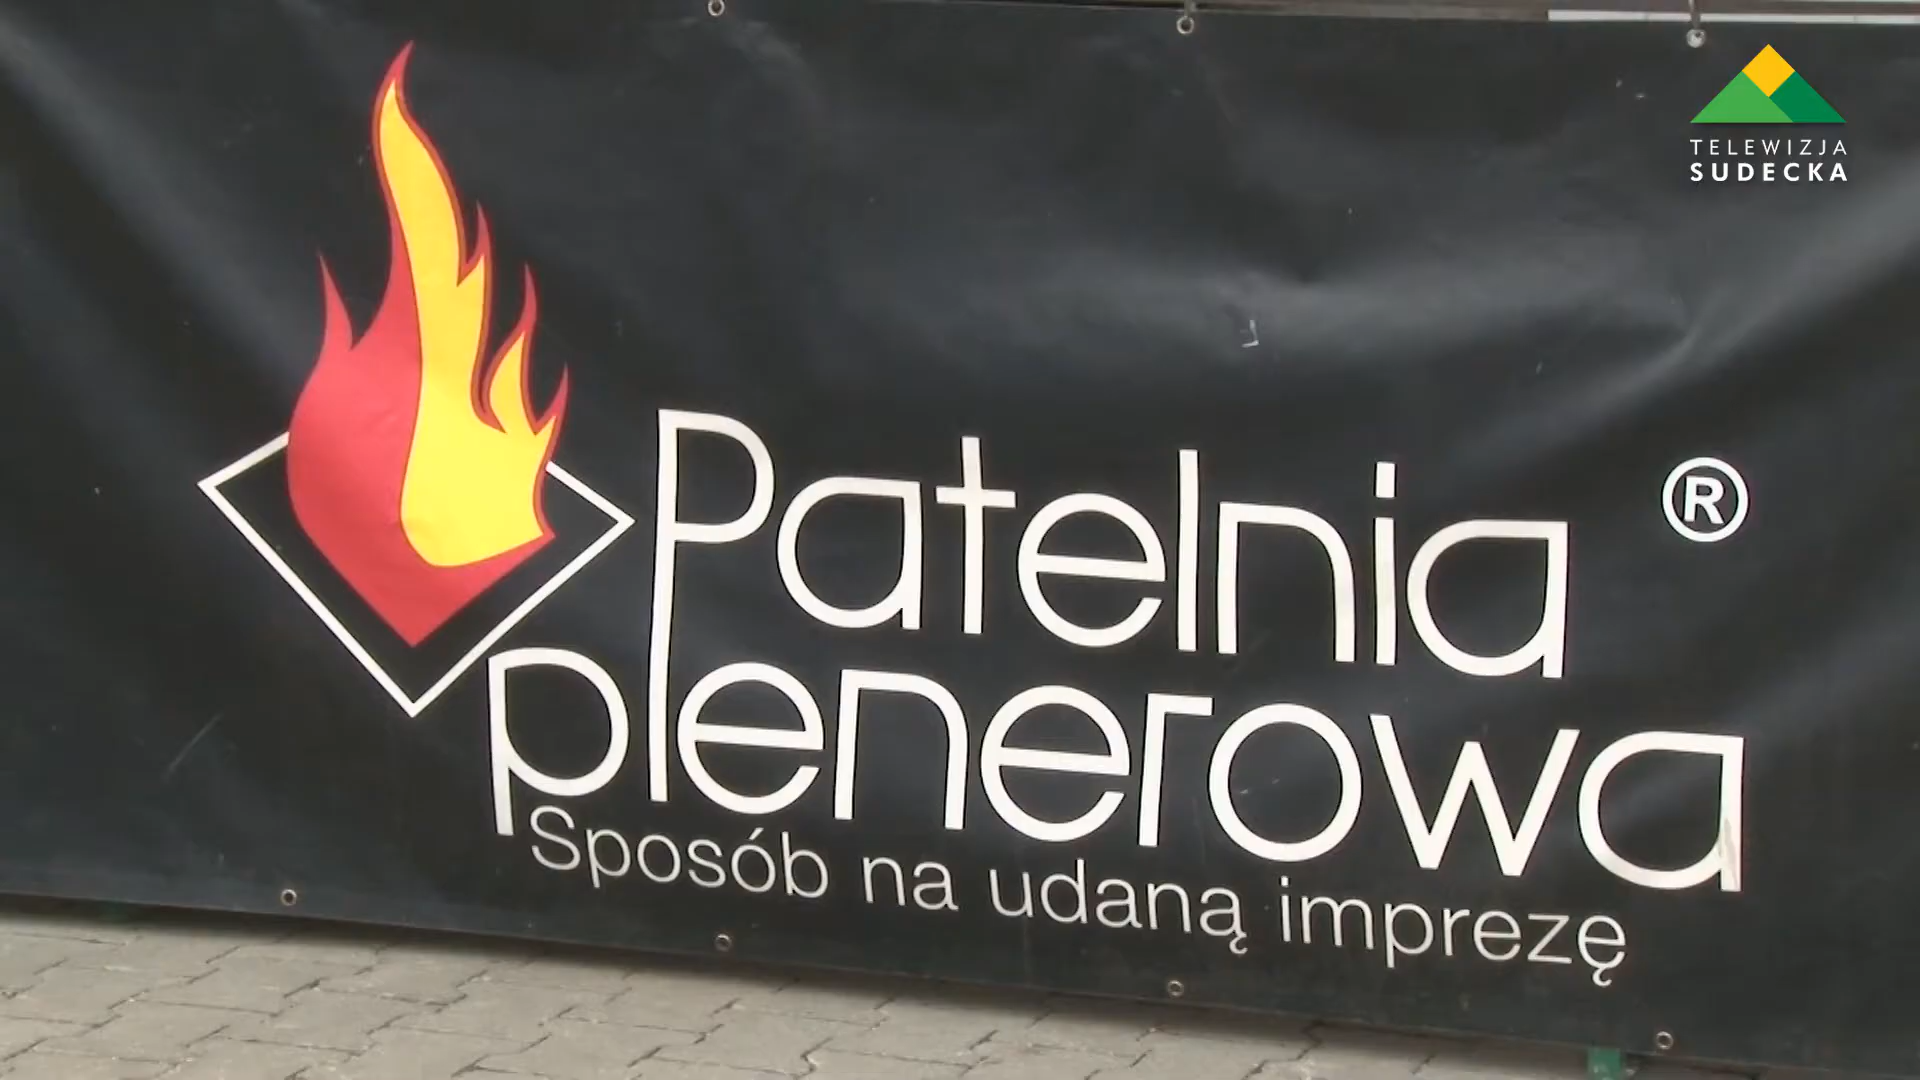 TELEWIZJA
SUDECKA
Patelnia ®
plenerowa
Sposób na udaną imprezę